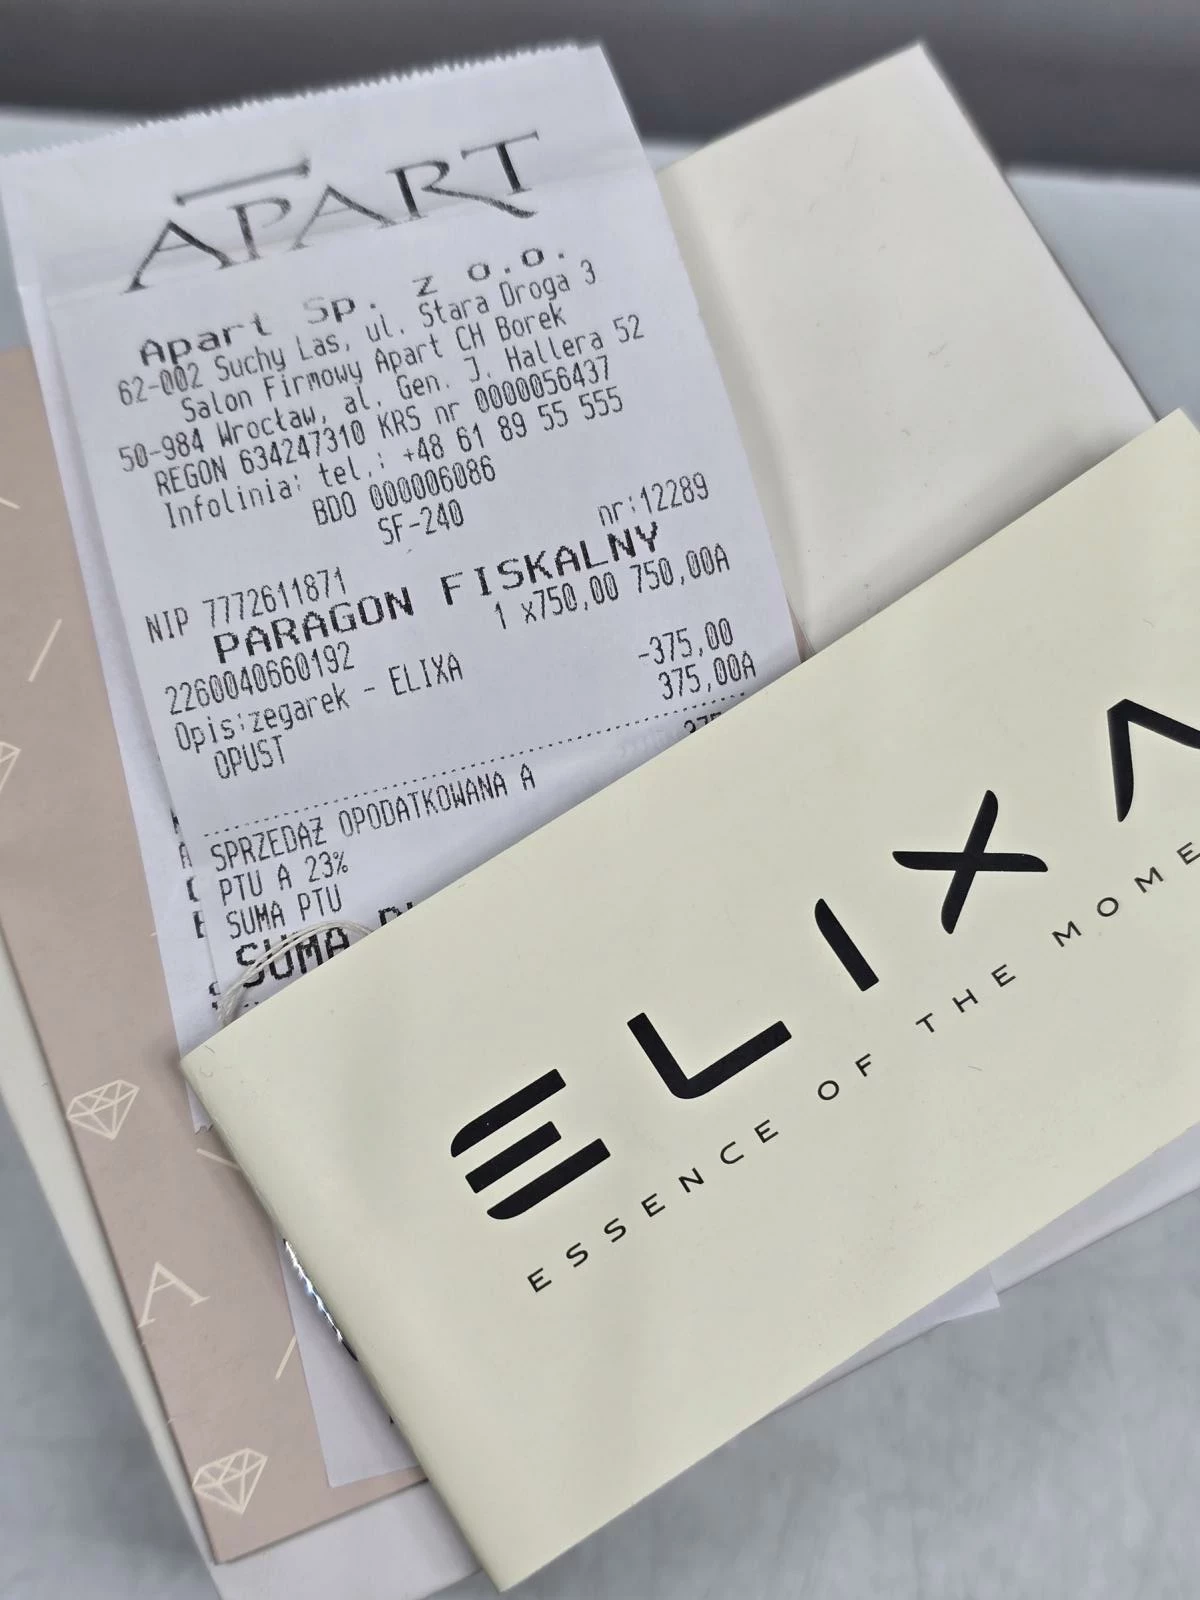 APART
Apart Sp. z o.o.
62-002 Suchy Las, ul. Stara Droga 3
Salon Firmowy Apart CH Borek
50-984 Wrocław, al. Gen. J. Hallera 52
REGON 634247310 KRS nr 0000056437
Infolinia: tel.: +48 61 89 55 555
BDO 000006086
SF-240
NIP 7772611871 nr:12289
PARAGON FISKALNY
2260040660192 1 x750,00 750,00A
Opis:zegarek - ELIXA
OPUST -375,00
375,00A
SPRZEDAŻ OPODATKOWANA A
PTU A 23%
SUMA PTU
SUMA
ELIXA
ESSENCE OF THE
A